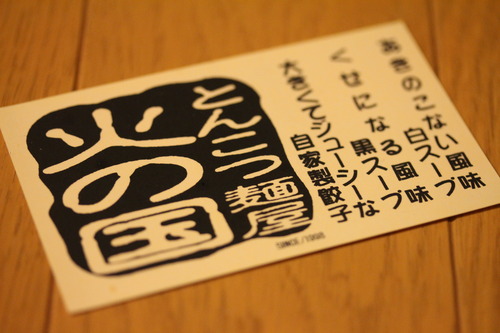 あきのこない風味
白スープ
くせになる風味
黒スープ
大きくてジューシーな
自家製餃子
とんこつ
麺屋
火の国